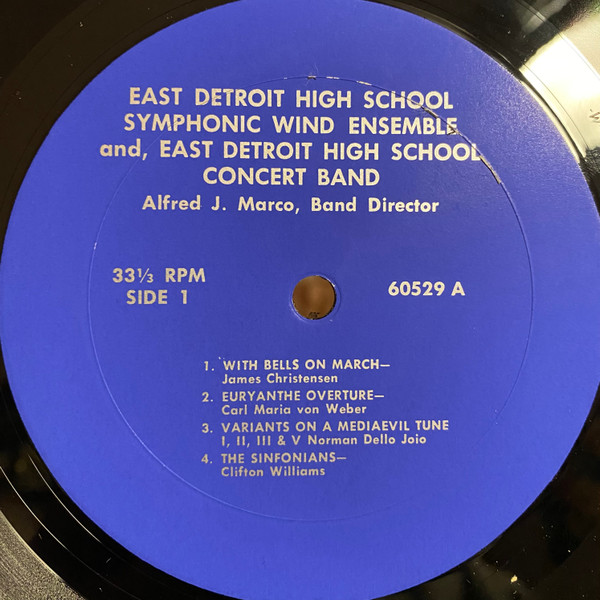 EAST DETROIT HIGH SCHOOL
SYMPHONIC WIND ENSEMBLE
and, EAST DETROIT HIGH SCHOOL
CONCERT BAND
Alfred J. Marco, Band Director
33⅓ RPM
SIDE 1
60529 A
1. WITH BELLS ON MARCH—
James Christensen
2. EURYANTHE OVERTURE—
Carl Maria von Weber
3. VARIANTS ON A MEDIAEVIL TUNE
I, II, III & V Norman Dello Joio
4. THE SINFONIANS—
Clifton Williams